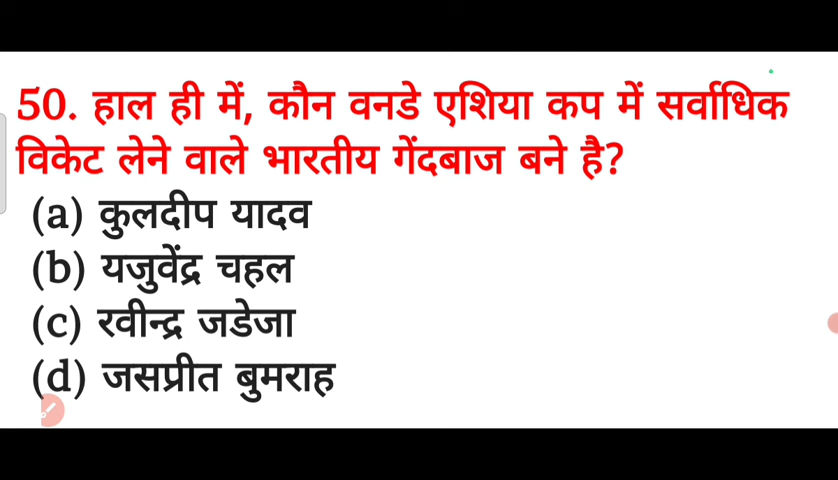 50. हाल ही में, कौन वनडे एशिया कप में सर्वाधिक
विकेट लेने वाले भारतीय गेंदबाज बने है?
(a) कुलदीप यादव
(b) यजुवेंद्र चहल
(c) रवीन्द्र जडेजा
(d) जसप्रीत बुमराह